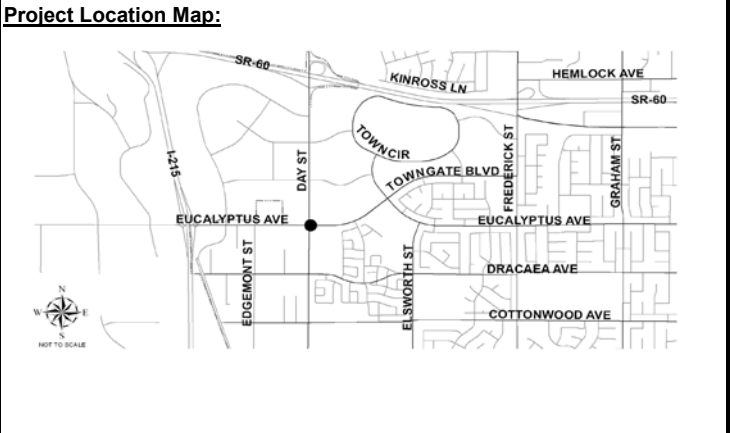 Project Location Map:
SR-60
KINROSS LN
HEMLOCK AVE
SR-60
I-215
DAY ST
TOWN CIR
TOWNGATE BLVD
FREDERICK ST
GRAHAM ST
EUCALYPTUS AVE
EUCALYPTUS AVE
EDGEMONT ST
ELSWORTH ST
DRACAEA AVE
COTTONWOOD AVE
N
W E
S
NOT TO SCALE